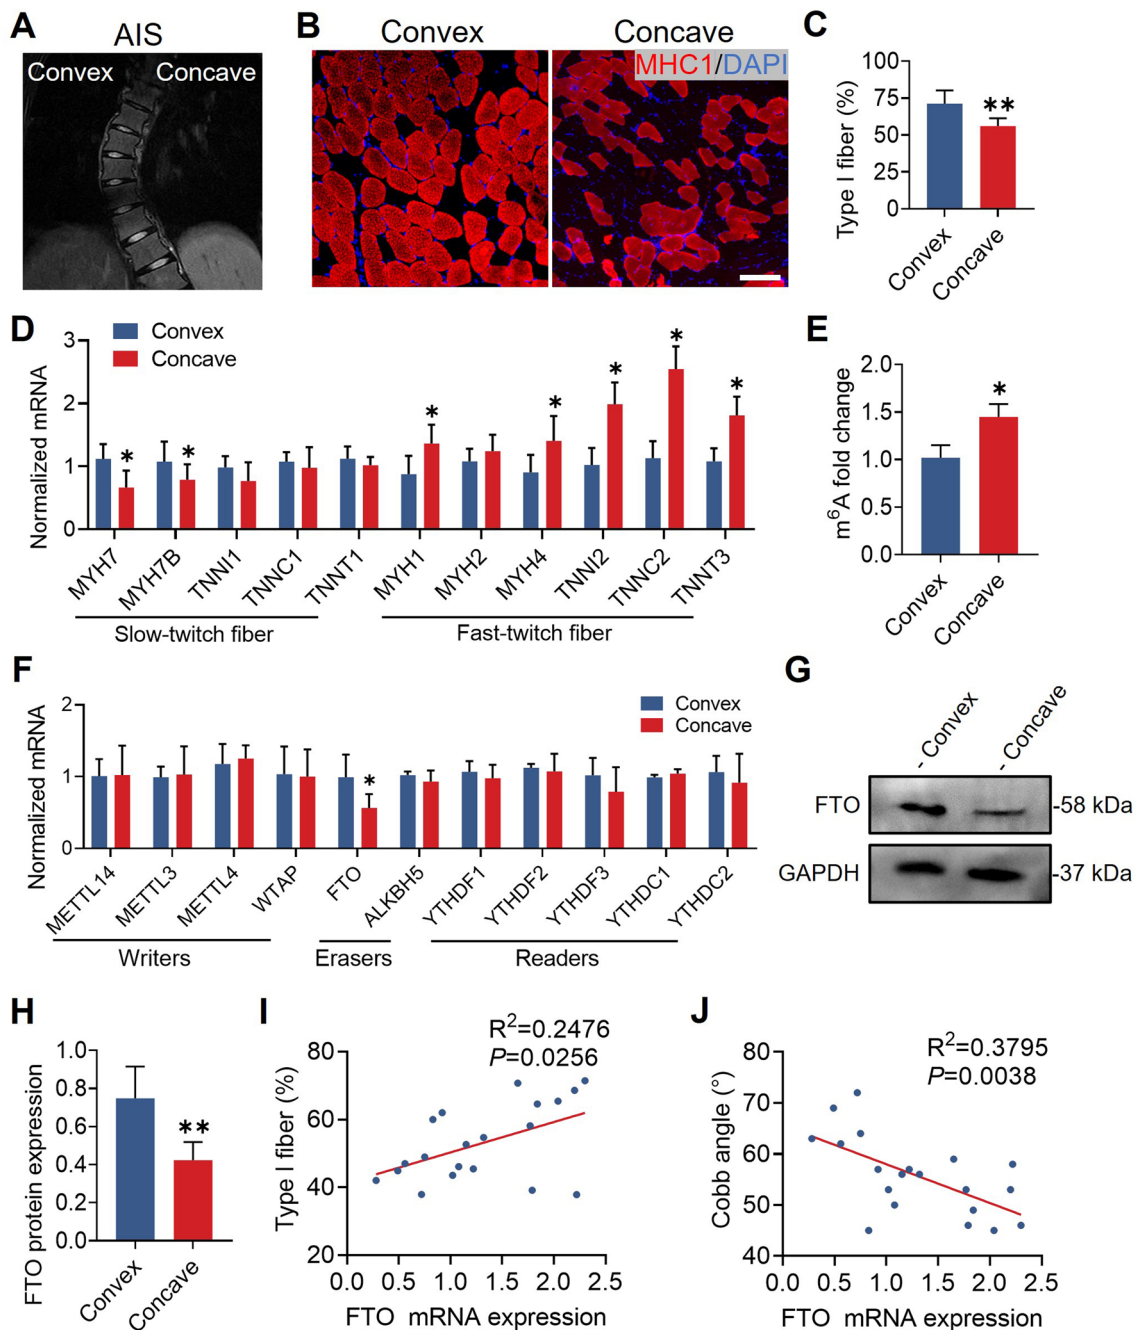 A
AIS
Convex Concave
B
Convex Concave
MHC1/DAPI
C
Type I fiber (%)
100
75
50
25
0
**
Convex
Concave
D
Convex
Concave
Normalized mRNA
3
2
1
0
* * * * * * *
MYH7 MYH7B TNNI1 TNNC1 TNNT1 MYH1 MYH2 MYH4 TNNI2 TNNC2 TNNT3
Slow-twitch fiber Fast-twitch fiber
E
m6A fold change
2.0
1.5
1.0
0.5
0.0
*
Convex
Concave
F
Convex
Concave
Normalized mRNA
2
1
0
*
METTL14 METTL3 METTL4 WTAP FTO ALKBH5 YTHDF1 YTHDF2 YTHDF3 YTHDC1 YTHDC2
Writers Erasers Readers
G
- Convex
- Concave
FTO -58 kDa
GAPDH -37 kDa
H
FTO protein expression
1.0
0.8
0.6
0.4
0.2
0.0
**
Convex
Concave
I
R2=0.2476
P=0.0256
Type I fiber (%)
80
60
40
20
0.0 0.5 1.0 1.5 2.0 2.5
FTO mRNA expression
J
R2=0.3795
P=0.0038
Cobb angle (°)
80
70
60
50
40
0.0 0.5 1.0 1.5 2.0 2.5
FTO mRNA expression